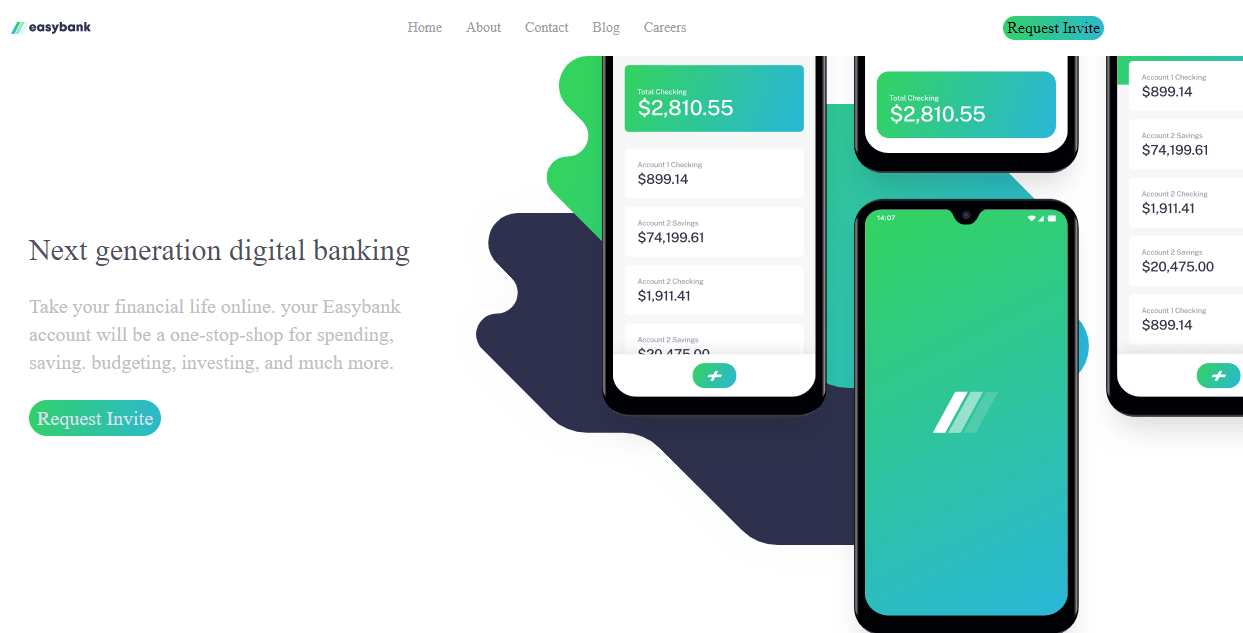 easybank
Home About Contact Blog Careers
Request Invite
Next generation digital banking
Take your financial life online. your Easybank
account will be a one-stop-shop for spending,
saving. budgeting, investing, and much more.
Request Invite
Total Checking
$2,810.55
Account 1 Checking
$899.14
Account 2 Savings
$74,199.61
Account 2 Checking
$1,911.41
Account 2 Savings
$20,475.00
Total Checking
$2,810.55
14:07
Account 1 Checking
$899.14
Account 2 Savings
$74,199.61
Account 2 Checking
$1,911.41
Account 2 Savings
$20,475.00
Account 1 Checking
$899.14